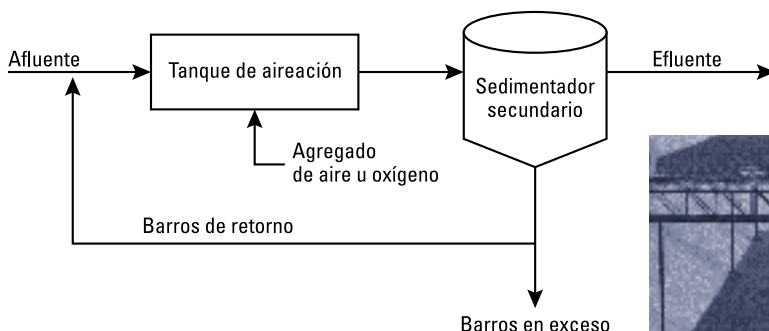 Afluente
Tanque de aireación
Sedimentador
secundario
Efluente
Agregado
de aire u oxígeno
Barros de retorno
Barros en exceso